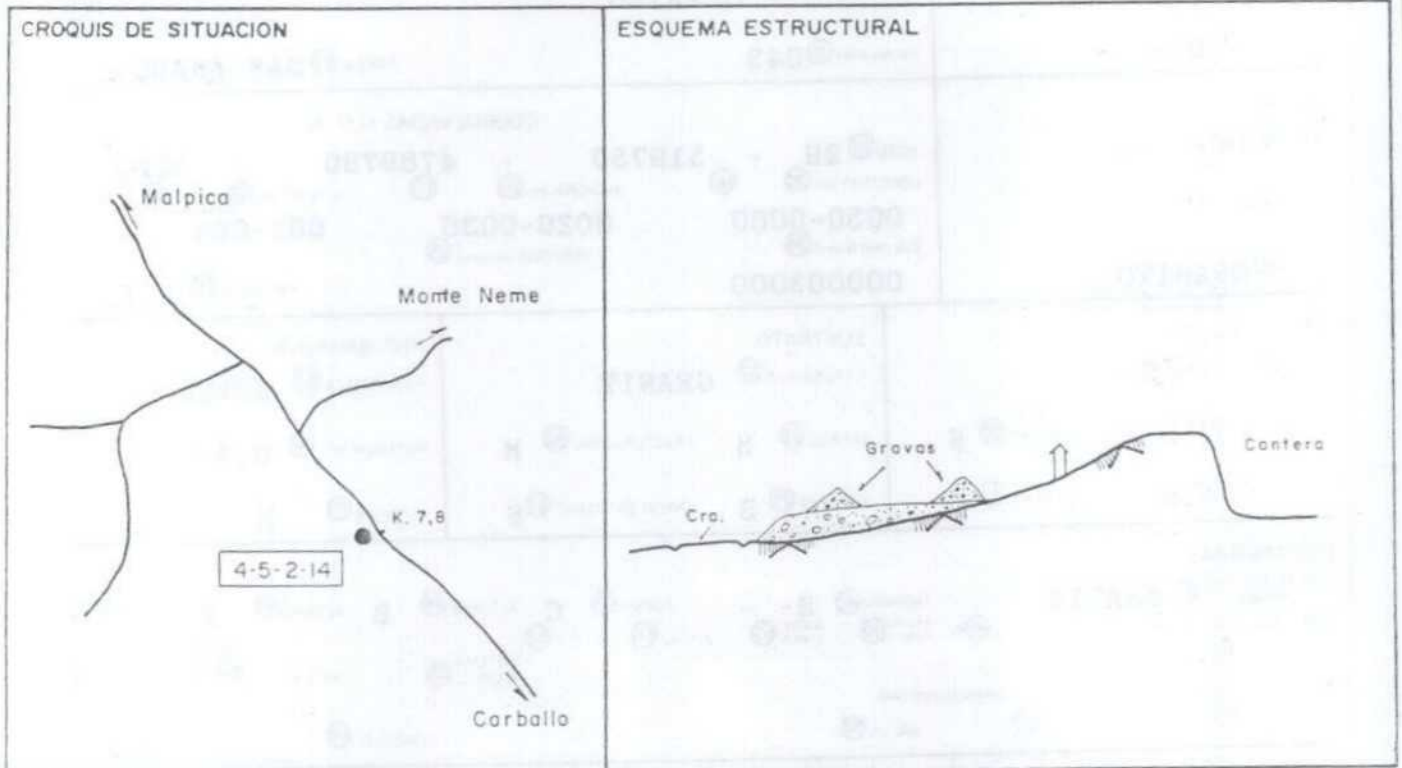 CROQUIS DE SITUACION
Malpica
Monte Neme
K. 7,8
4-5-2-14
Carballo
ESQUEMA ESTRUCTURAL
Gravas
Cantera
Cra.